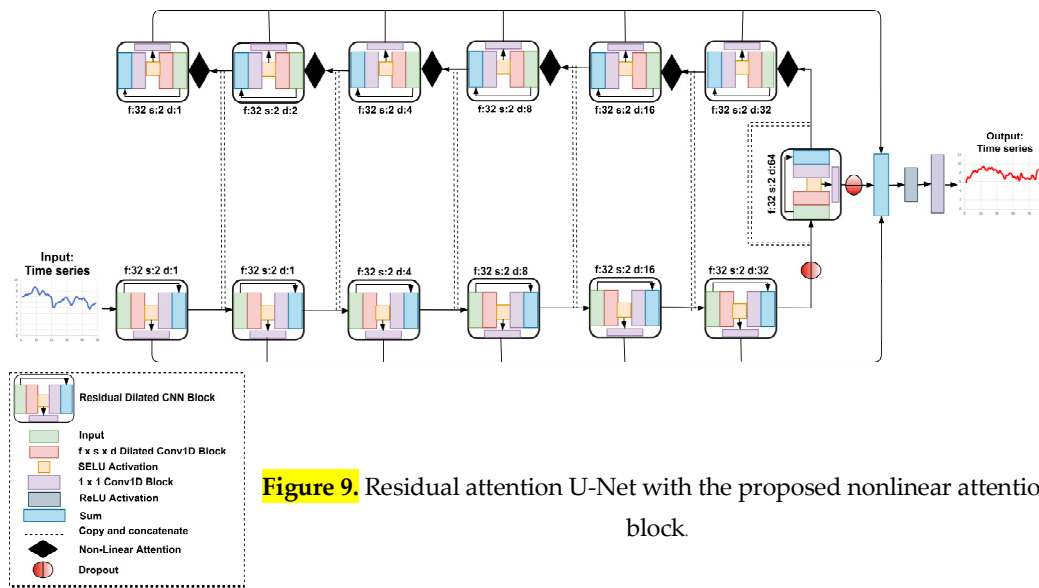 f:32 s:2 d:1
f:32 s:2 d:2
f:32 s:2 d:4
f:32 s:2 d:8
f:32 s:2 d:16
f:32 s:2 d:32
f:32 s:2 d:64
Output:
Time series
Input:
Time series
f:32 s:2 d:1
f:32 s:2 d:1
f:32 s:2 d:4
f:32 s:2 d:8
f:32 s:2 d:16
f:32 s:2 d:32
Residual Dilated CNN Block
Input
f x s x d Dilated Conv1D Block
SELU Activation
1 x 1 Conv1D Block
ReLU Activation
Sum
Copy and concatenate
Non-Linear Attention
Dropout
Figure 9. Residual attention U-Net with the proposed nonlinear attentio
block.